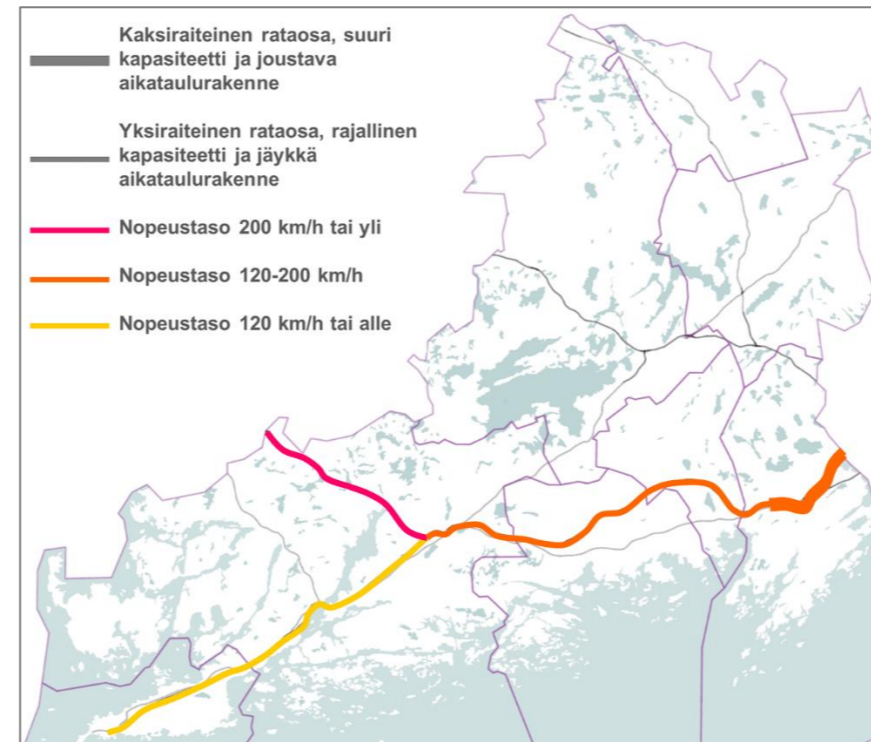 Kaksiraiteinen rataosa, suuri
kapasiteetti ja joustava
aikataulurakenne
Yksiraiteinen rataosa, rajallinen
kapasiteetti ja jäykkä
aikataulurakenne
Nopeustaso 200 km/h tai yli
Nopeustaso 120-200 km/h
Nopeustaso 120 km/h tai alle